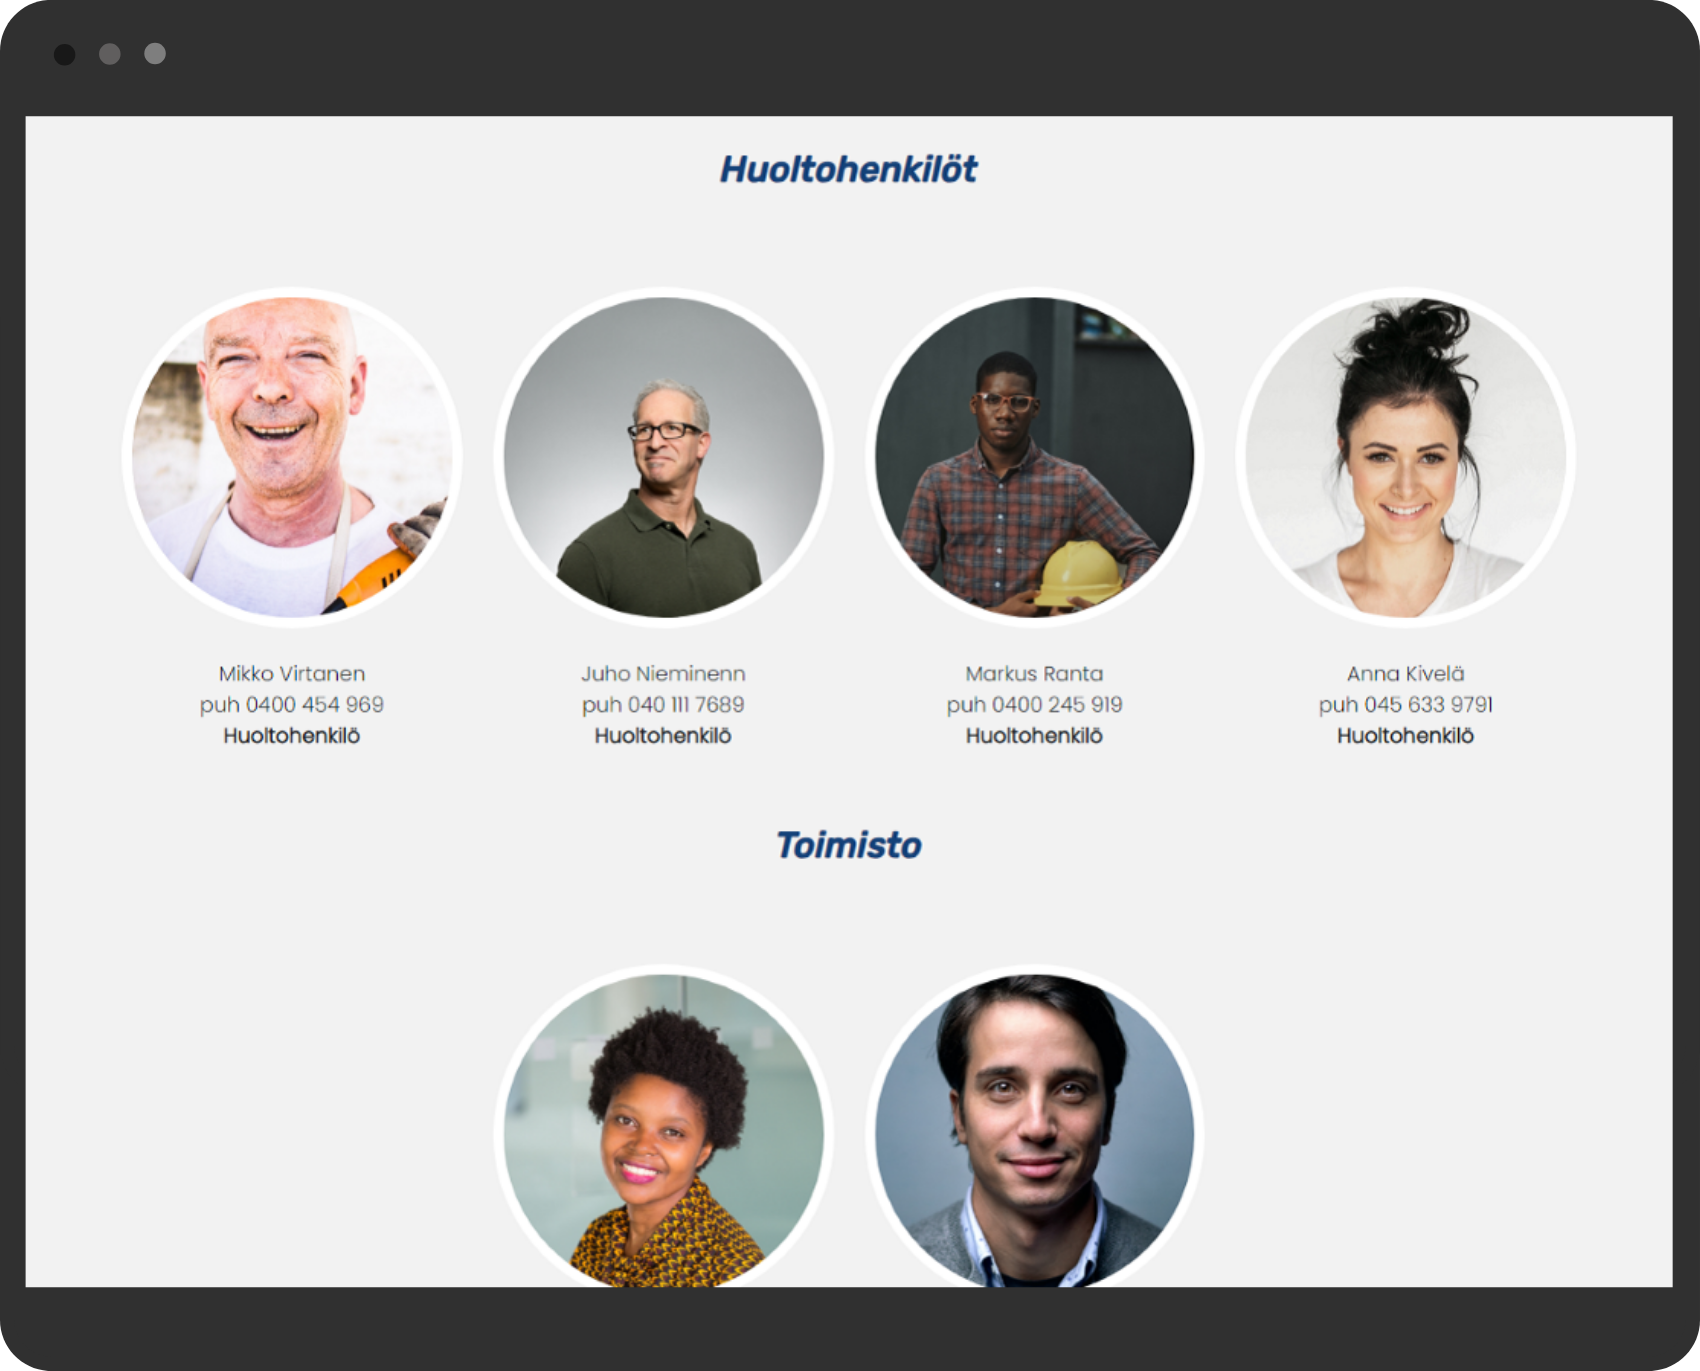 Huoltohenkilöt
Mikko Virtanen
puh 0400 454 969
Huoltohenkilö
Juho Nieminenn
puh 040 111 7689
Huoltohenkilö
Markus Ranta
puh 0400 245 919
Huoltohenkilö
Anna Kivelä
puh 045 633 9791
Huoltohenkilö
Toimisto